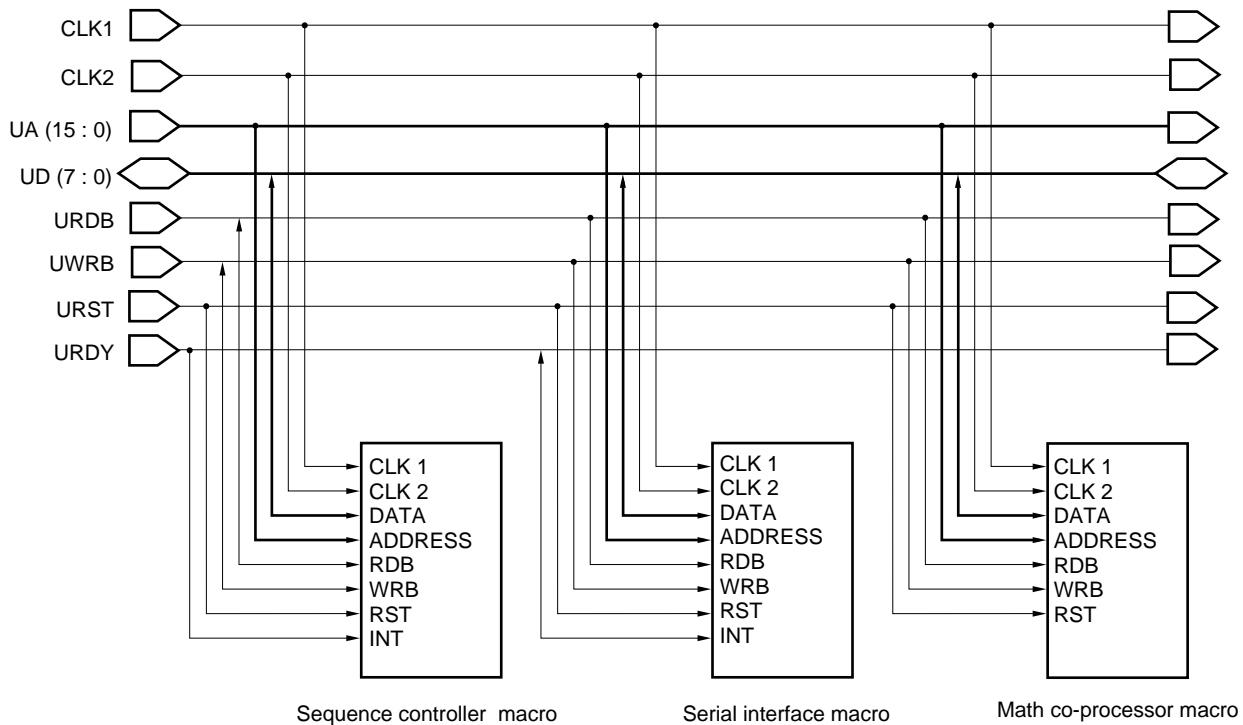 CLK1
CLK2
UA (15 : 0)
UD (7 : 0)
URDB
UWRB
URST
URDY
CLK 1
CLK 2
DATA
ADDRESS
RDB
WRB
RST
INT
Sequence controller macro
CLK 1
CLK 2
DATA
ADDRESS
RDB
WRB
RST
INT
Serial interface macro
CLK 1
CLK 2
DATA
ADDRESS
RDB
WRB
RST
Math co-processor macro